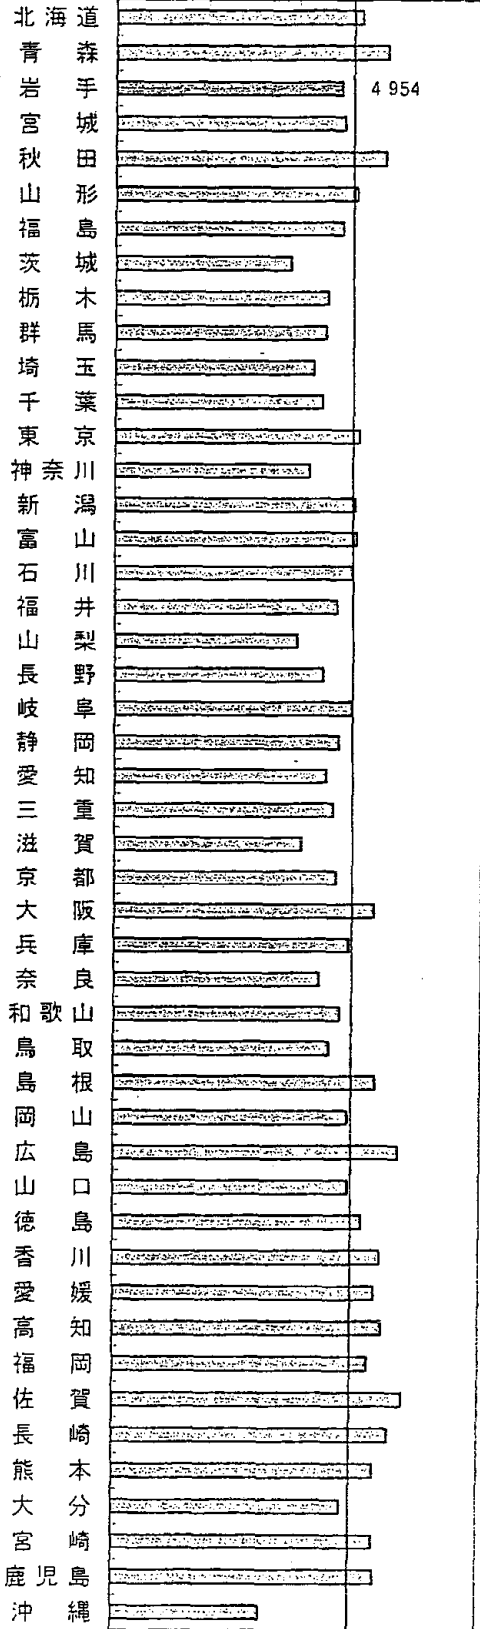 北海道
青森
岩手 4 954
宮城
秋田
山形
福島
茨城
栃木
群馬
埼玉
千葉
東京
神奈川
新潟
富山
石川
福井
山梨
長野
岐阜
静岡
愛知
三重
滋賀
京都
大阪
兵庫
奈良
和歌山
鳥取
島根
岡山
広島
山口
徳島
香川
愛媛
高知
福岡
佐賀
長崎
熊本
大分
宮崎
鹿児島
沖縄